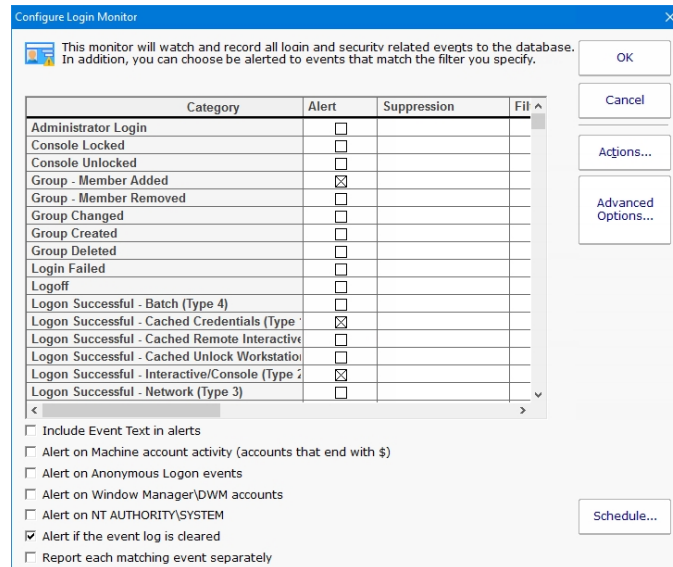 Configure Login Monitor
This monitor will watch and record all login and security related events to the database.
In addition, you can choose be alerted to events that match the filter you specify.
OK
Cancel
Actions...
Advanced
Options...
Category Alert Suppression Filt
Administrator Login
Console Locked
Console Unlocked
Group - Member Added
Group - Member Removed
Group Changed
Group Created
Group Deleted
Login Failed
Logoff
Logon Successful - Batch (Type 4)
Logon Successful - Cached Credentials (Type
Logon Successful - Cached Remote Interactive
Logon Successful - Cached Unlock Workstation
Logon Successful - Interactive/Console (Type 2
Logon Successful - Network (Type 3)
Include Event Text in alerts
Alert on Machine account activity (accounts that end with $)
Alert on Anonymous Logon events
Alert on Window Manager\DWM accounts
Alert on NT AUTHORITY\SYSTEM
Alert if the event log is cleared
Report each matching event separately
Schedule...